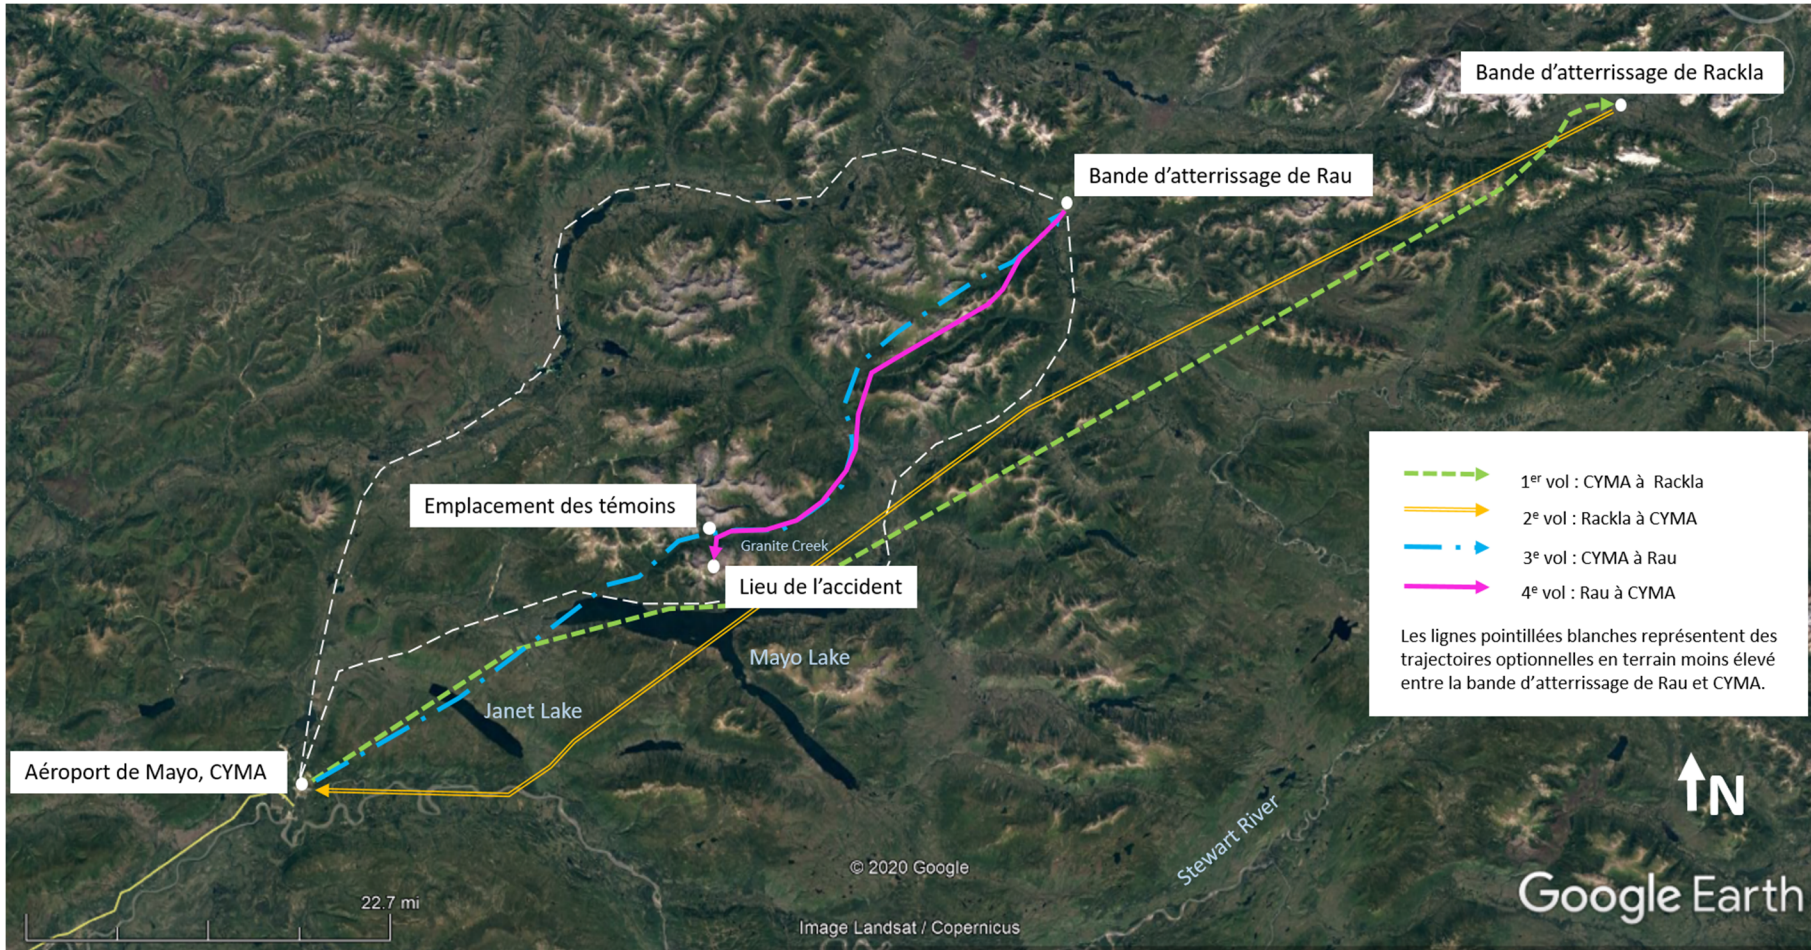 Bande d'atterrissage de Rackla
Bande d'atterrissage de Rau
Emplacement des témoins
Granite Creek
Lieu de l'accident
Mayo Lake
Janet Lake
Aéroport de Mayo, CYMA
Stewart River
1er vol : CYMA à Rackla
2e vol : Rackla à CYMA
3e vol : CYMA à Rau
4e vol : Rau à CYMA
Les lignes pointillées blanches représentent des
trajectoires optionnelles en terrain moins élevé
entre la bande d'atterrissage de Rau et CYMA.
N
© 2020 Google
22.7 mi
Image Landsat / Copernicus
Google Earth